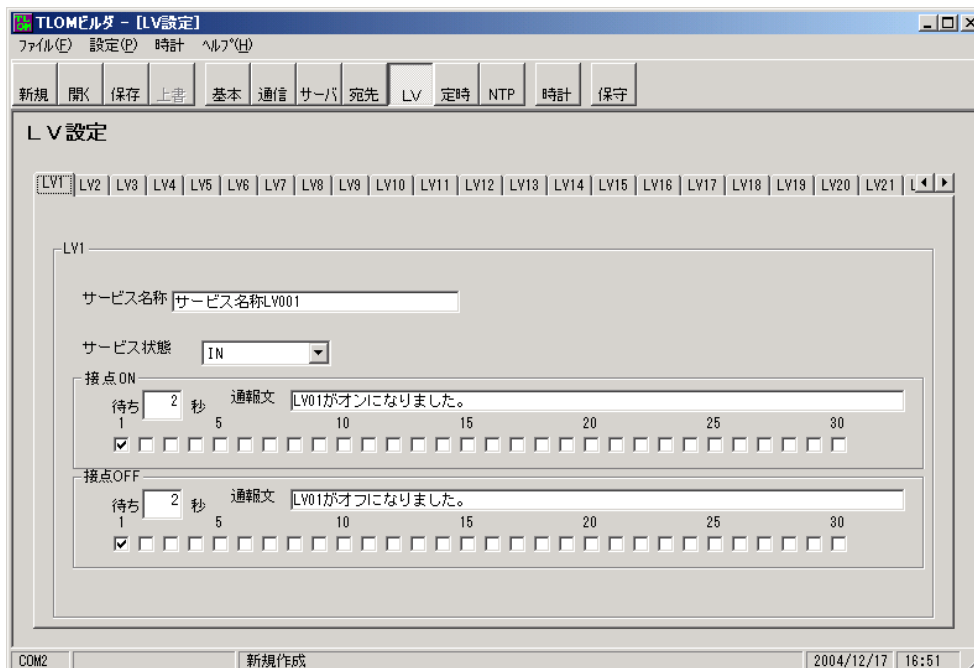 TLOMビルダ - [LV設定]
ファイル(F) 設定(P) 時計 ヘルプ(H)
新規 開く 保存 上書 基本 通信 サーバ 宛先 LV 定時 NTP 時計 保守
ＬＶ設定
LV1 LV2 LV3 LV4 LV5 LV6 LV7 LV8 LV9 LV10 LV11 LV12 LV13 LV14 LV15 LV16 LV17 LV18 LV19 LV20 LV21
LV1
サービス名称 サービス名称LV001
サービス状態 IN
接点ON
待ち 2 秒 通報文 LV01がオンになりました。
1 5 10 15 20 25 30
接点OFF
待ち 2 秒 通報文 LV01がオフになりました。
1 5 10 15 20 25 30
COM2 新規作成 2004/12/17 16:51